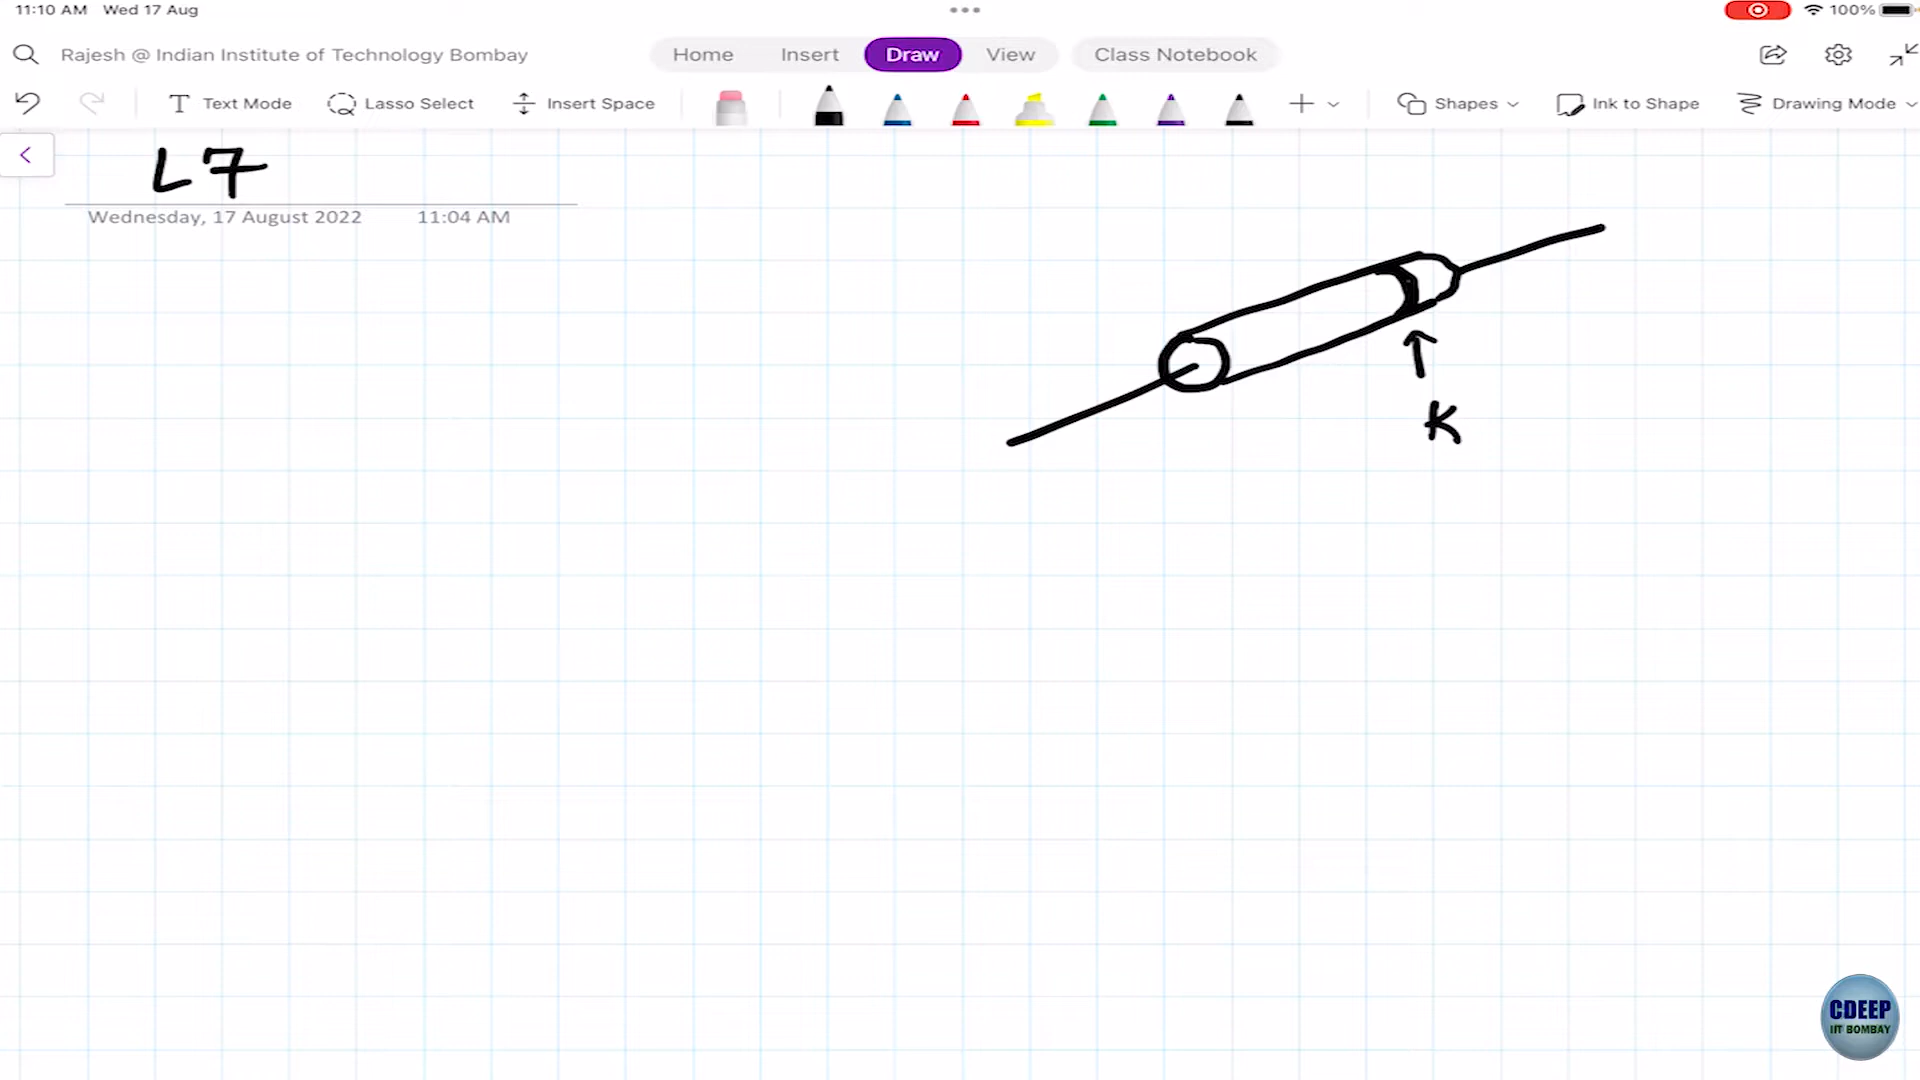 11:10 AM Wed 17 Aug 100%
Rajesh @ Indian Institute of Technology Bombay Home Insert Draw View Class Notebook
Text Mode Lasso Select Insert Space Shapes Ink to Shape Drawing Mode
L7
Wednesday, 17 August 2022 11:04 AM
K
CDEEP
IIT BOMBAY